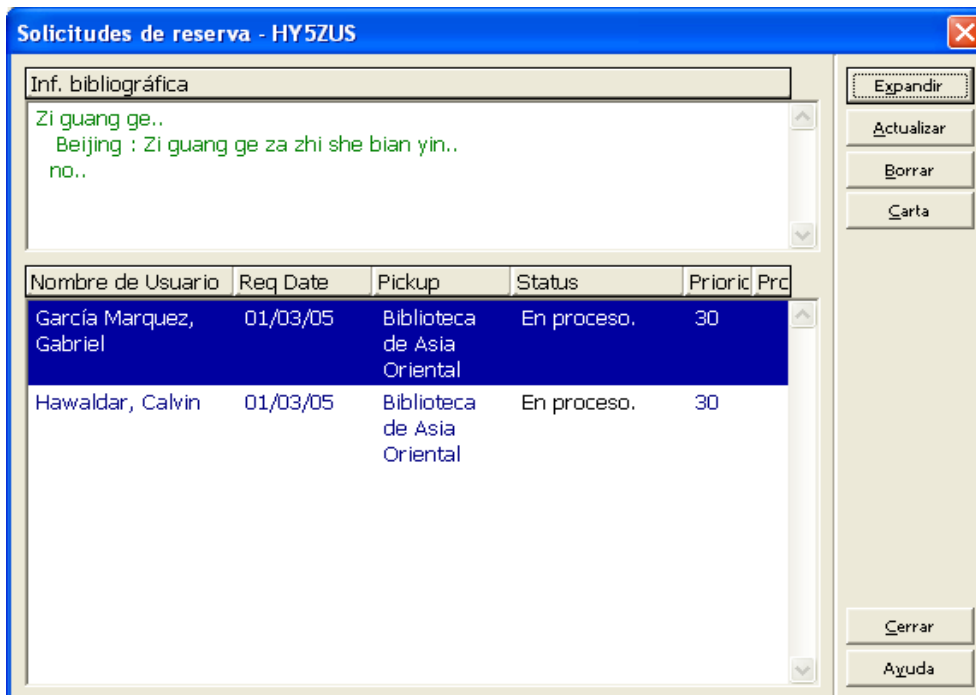 Solicitudes de reserva - HY5ZUS
Inf. bibliográfica
Zi guang ge..
Beijing : Zi guang ge za zhi she bian yin..
no..
Expandir
Actualizar
Borrar
Carta
Nombre de Usuario Req Date Pickup Status Prioric Prc
García Marquez, 01/03/05 Biblioteca En proceso. 30
Gabriel de Asia
Oriental
Hawaldar, Calvin 01/03/05 Biblioteca En proceso. 30
de Asia
Oriental
Cerrar
Ayuda